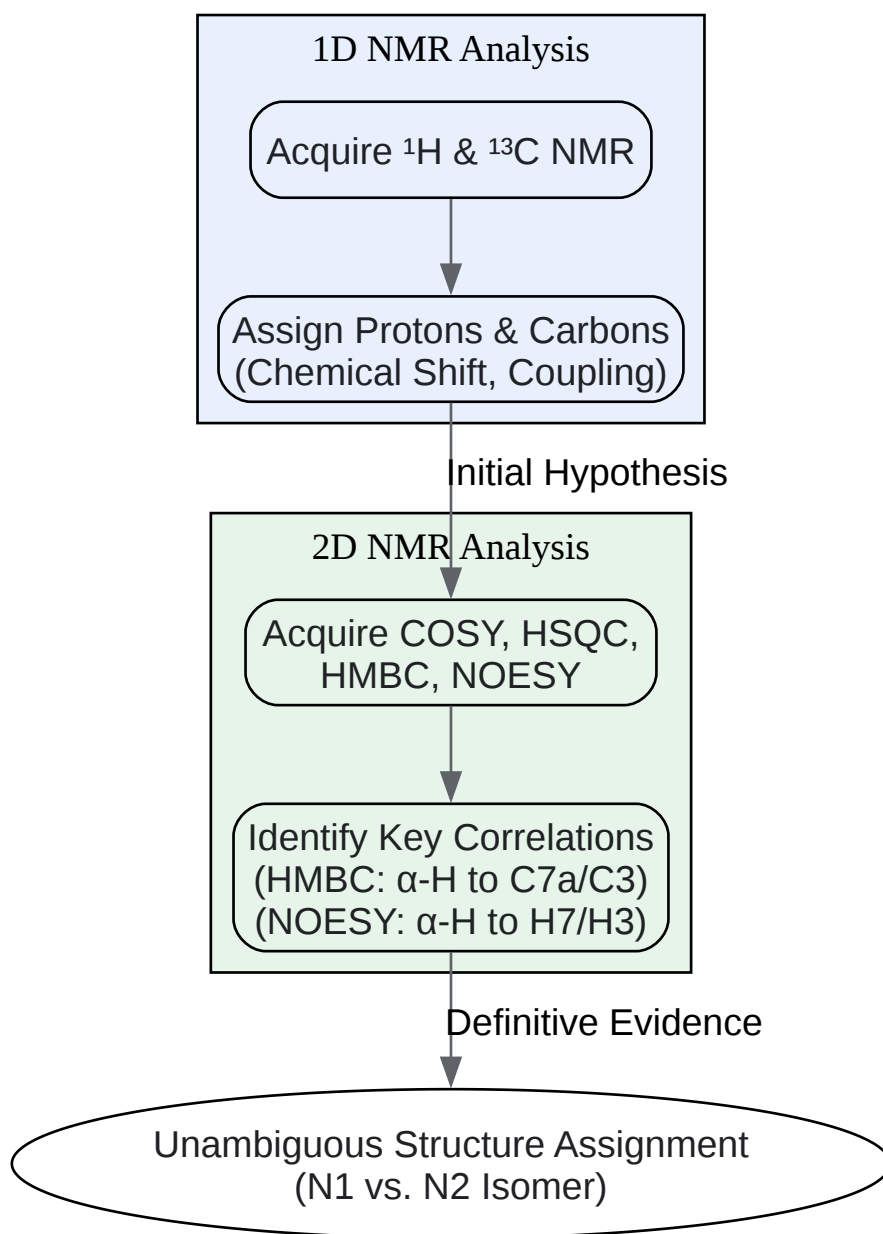 1D NMR Analysis
Acquire ¹H & ¹³C NMR
Assign Protons & Carbons
(Chemical Shift, Coupling)
Initial Hypothesis
2D NMR Analysis
Acquire COSY, HSQC,
HMBC, NOESY
Identify Key Correlations
(HMBC: α-H to C7a/C3)
(NOESY: α-H to H7/H3)
Definitive Evidence
Unambiguous Structure Assignment
(N1 vs. N2 Isomer)